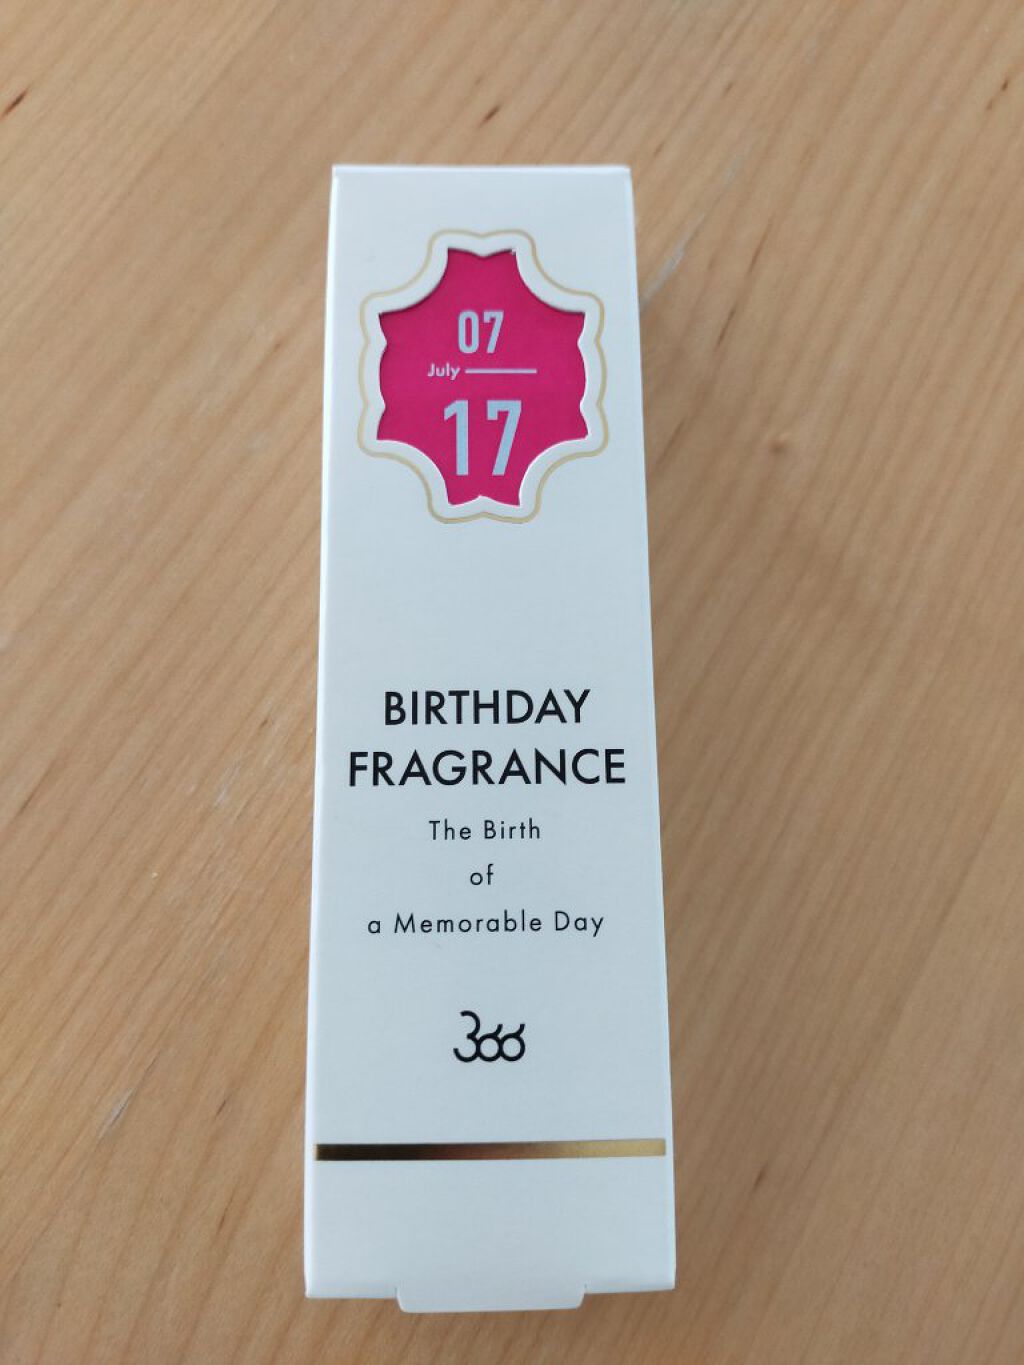 07
July
17
BIRTHDAY
FRAGRANCE
The Birth
of
a Memorable Day
366